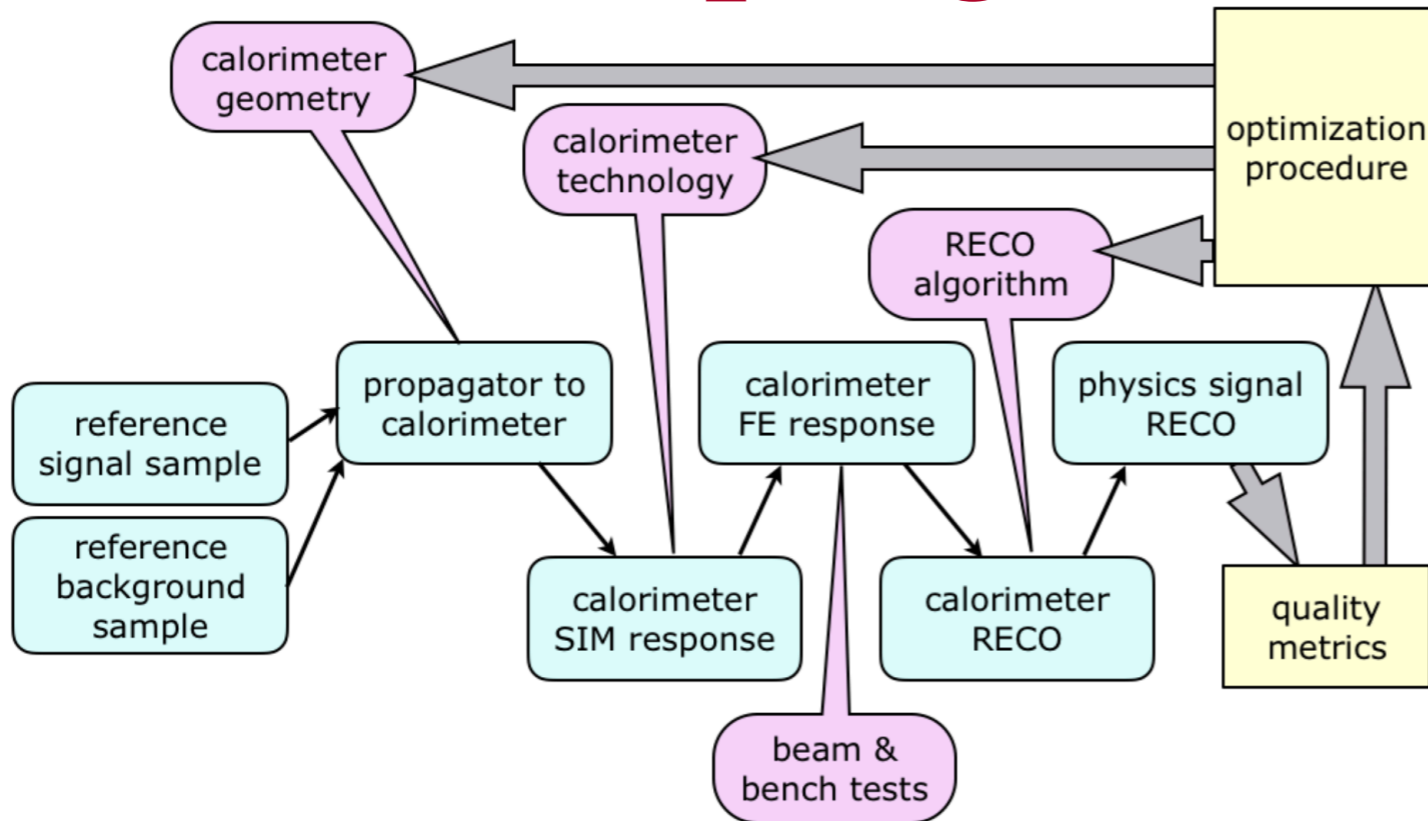 calorimeter
geometry
calorimeter
technology
optimization
procedure
RECO
algorithm
reference
signal sample
propagator to
calorimeter
calorimeter
FE response
physics signal
RECO
reference
background
sample
calorimeter
SIM response
calorimeter
RECO
quality
metrics
beam &
bench tests